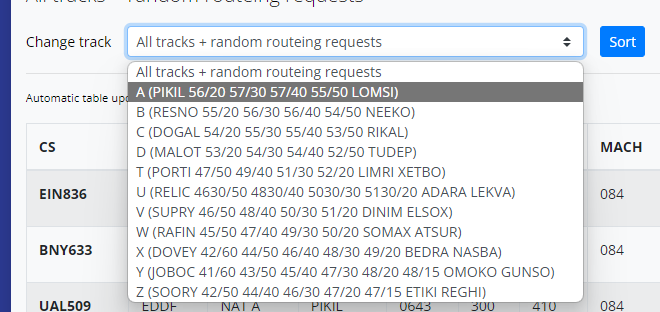 All tracks + random routeing requests
Change track
All tracks + random routeing requests
Sort
All tracks + random routeing requests
A (PIKIL 56/20 57/30 57/40 55/50 LOMSI)
B (RESNO 55/20 56/30 56/40 54/50 NEEKO)
C (DOGAL 54/20 55/30 55/40 53/50 RIKAL)
D (MALOT 53/20 54/30 54/40 52/50 TUDEP)
T (PORTI 47/50 49/40 51/30 52/20 LIMRI XETBO)
U (RELIC 4630/50 4830/40 5030/30 5130/20 ADARA LEKVA)
V (SUPRY 46/50 48/40 50/30 51/20 DINIM ELSOX)
W (RAFIN 45/50 47/40 49/30 50/20 SOMAX ATSUR)
X (DOVEY 42/60 44/50 46/40 48/30 49/20 BEDRA NASBA)
Y (JOBOC 41/60 43/50 45/40 47/30 48/20 48/15 OMOKO GUNSO)
Z (SOORY 42/50 44/40 46/30 47/20 47/15 ETIKI REGHI)
Automatic table upd
CS MACH
EIN836 084
BNY633 084
UAL509 EDDF NAT A PIKIL 0643 300 410 084